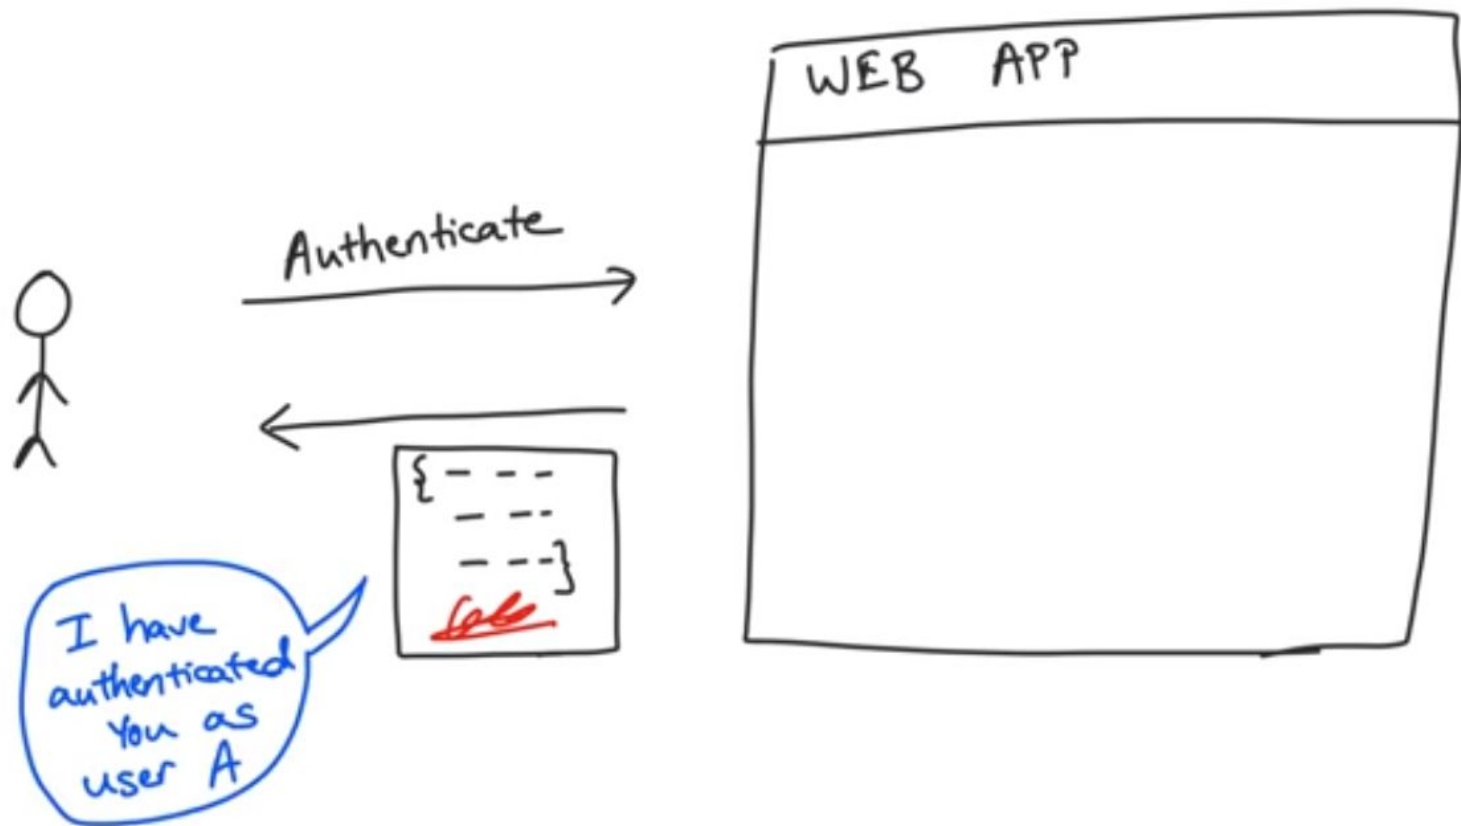 WEB APP
Authenticate
{
}
I have
authenticated
You as
user A